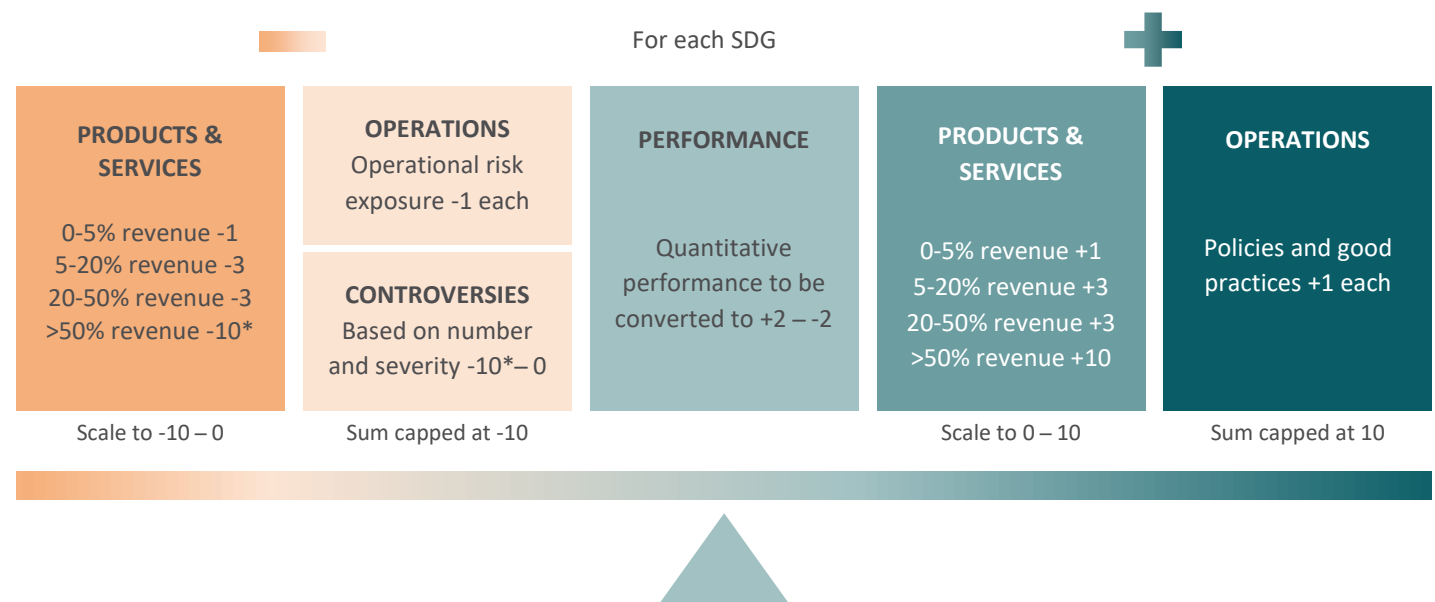 For each SDG
PRODUCTS &
SERVICES
0-5% revenue -1
5-20% revenue -3
20-50% revenue -3
>50% revenue -10*
Scale to -10 – 0
OPERATIONS
Operational risk
exposure -1 each
CONTROVERSIES
Based on number
and severity -10*– 0
Sum capped at -10
PERFORMANCE
Quantitative
performance to be
converted to +2 – -2
PRODUCTS &
SERVICES
0-5% revenue +1
5-20% revenue +3
20-50% revenue +3
>50% revenue +10
Scale to 0 – 10
OPERATIONS
Policies and good
practices +1 each
Sum capped at 10